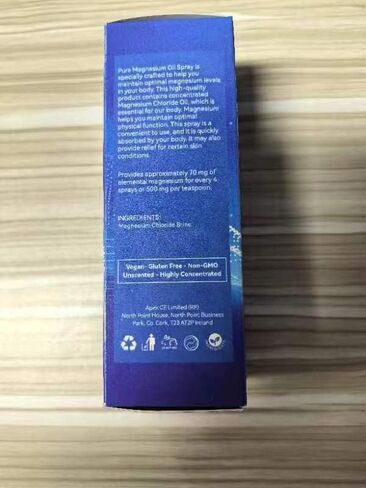 Pure Magnesium Oil Spray is
specially crafted to help you
maintain optimal magnesium levels
in your body. This high-quality
product contains concentrated
Magnesium Chloride Oil, which is
essential for our body. Magnesium
helps you maintain optimal
physical function. This spray is a
convenient to use, and it is quickly
absorbed by your body. It may also
provide relief for certain skin
conditions.
Provides approximately 70 mg of
elemental magnesium for every 4
sprays or 500 mg per teaspoon.
INGREDIENTS:
Magnesium Chloride Brine
Vegan-Gluten Free - Non-GMO
Unscented - Highly Concentrated
Apex CE Limited (RP)
North Point House, North Point Business
Park, Co. Cork, T23 AT2P Ireland